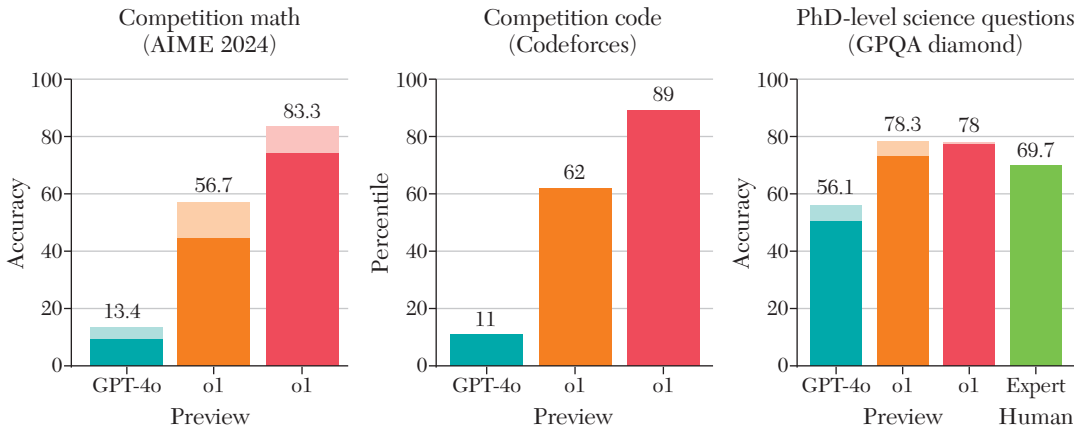 Competition math
(AIME 2024)
Accuracy
100
80
60
40
20
0
13.4
56.7
83.3
GPT-4o
o1
o1
Preview
Competition code
(Codeforces)
Percentile
100
80
60
40
20
0
11
62
89
GPT-4o
o1
o1
Preview
PhD-level science questions
(GPQA diamond)
Accuracy
100
80
60
40
20
0
56.1
78.3
78
69.7
GPT-4o
o1
o1
Expert
Preview
Human